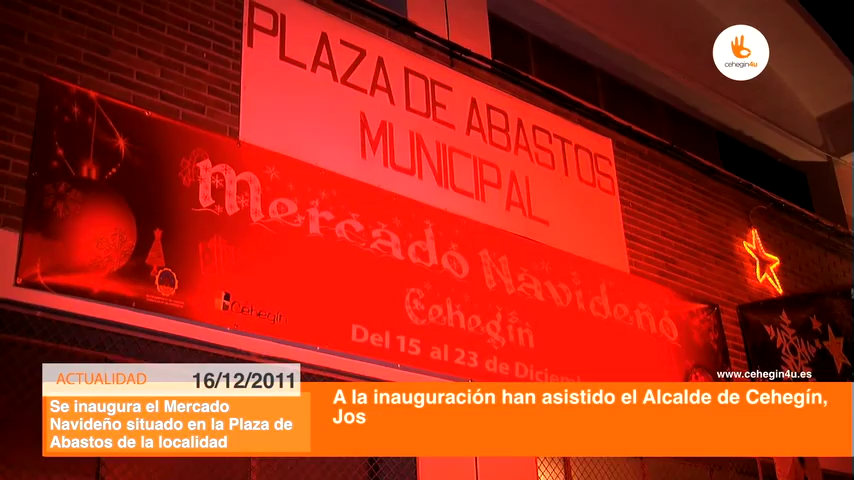 PLAZA DE ABASTOS
MUNICIPAL
cehegin4u
Mercado Navideño
Cehegín
Cehegín
Del 15 al 23 de Diciem
www.cehegin4u.es
ACTUALIDAD
16/12/2011
Se inaugura el Mercado
Navideño situado en la Plaza de
Abastos de la localidad
A la inauguración han asistido el Alcalde de Cehegín,
Jos